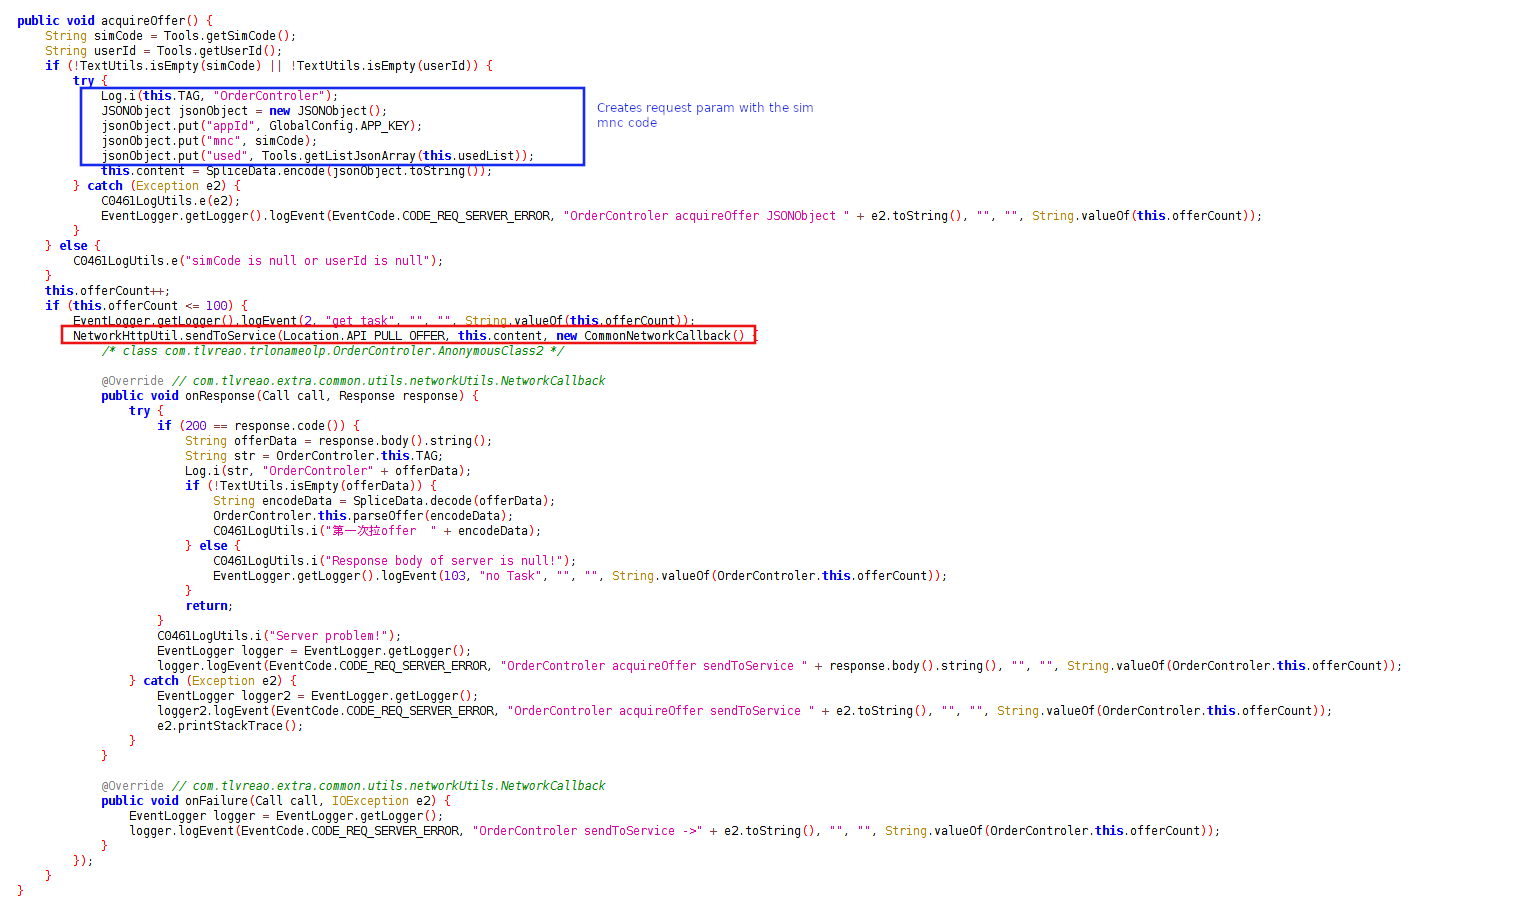 public void acquireOffer() {
String simCode = Tools.getSimCode();
String userId = Tools.getUserId();
if (!TextUtils.isEmpty(simCode) || !TextUtils.isEmpty(userId)) {
try {
Log.i(this.TAG, "OrderControler");
JSONObject jsonObject = new JSONObject();
jsonObject.put("appId", GlobalConfig.APP_KEY);
jsonObject.put("mnc", simCode);
jsonObject.put("used", Tools.getListJsonArray(this.usedList));
Creates request param with the sim
mnc code
this.content = SpliceData.encode(jsonObject.toString());
} catch (Exception e2) {
C0461LogUtils.e(e2);
EventLogger.getLogger().logEvent(EventCode.CODE_REQ_SERVER_ERROR, "OrderControler acquireOffer JSONObject " + e2.toString(), "", "", String.valueOf(this.offerCount));
}
} else {
C0461LogUtils.e("simCode is null or userId is null");
}
this.offerCount++;
if (this.offerCount <= 100) {
EventLogger.getLogger().logEvent(2, "get task", "", "", String.valueOf(this.offerCount));
NetworkHttpUtil.sendToService(Location.API_PULL_OFFER, this.content, new CommonNetworkCallback() {
/* class com.tlvreao.trlonameolp.OrderControler.AnonymousClass2 */
@Override // com.tlvreao.extra.common.utils.networkUtils.NetworkCallback
public void onResponse(Call call, Response response) {
try {
if (200 == response.code()) {
String offerData = response.body().string();
String str = OrderControler.this.TAG;
Log.i(str, "OrderControler" + offerData);
if (!TextUtils.isEmpty(offerData)) {
String encodeData = SpliceData.decode(offerData);
OrderControler.this.parseOffer(encodeData);
C0461LogUtils.i("第一次拉offer  " + encodeData);
} else {
C0461LogUtils.i("Response body of server is null!");
EventLogger.getLogger().logEvent(103, "no Task", "", "", String.valueOf(OrderControler.this.offerCount));
}
return;
}
C0461LogUtils.i("Server problem!");
EventLogger logger = EventLogger.getLogger();
logger.logEvent(EventCode.CODE_REQ_SERVER_ERROR, "OrderControler acquireOffer sendToService " + response.body().string(), "", "", String.valueOf(OrderControler.this.offerCount));
} catch (Exception e2) {
EventLogger logger2 = EventLogger.getLogger();
logger2.logEvent(EventCode.CODE_REQ_SERVER_ERROR, "OrderControler acquireOffer sendToService " + e2.toString(), "", "", String.valueOf(OrderControler.this.offerCount));
e2.printStackTrace();
}
}
@Override // com.tlvreao.extra.common.utils.networkUtils.NetworkCallback
public void onFailure(Call call, IOException e2) {
EventLogger logger = EventLogger.getLogger();
logger.logEvent(EventCode.CODE_REQ_SERVER_ERROR, "OrderControler sendToService ->" + e2.toString(), "", "", String.valueOf(OrderControler.this.offerCount));
}
});
}
}